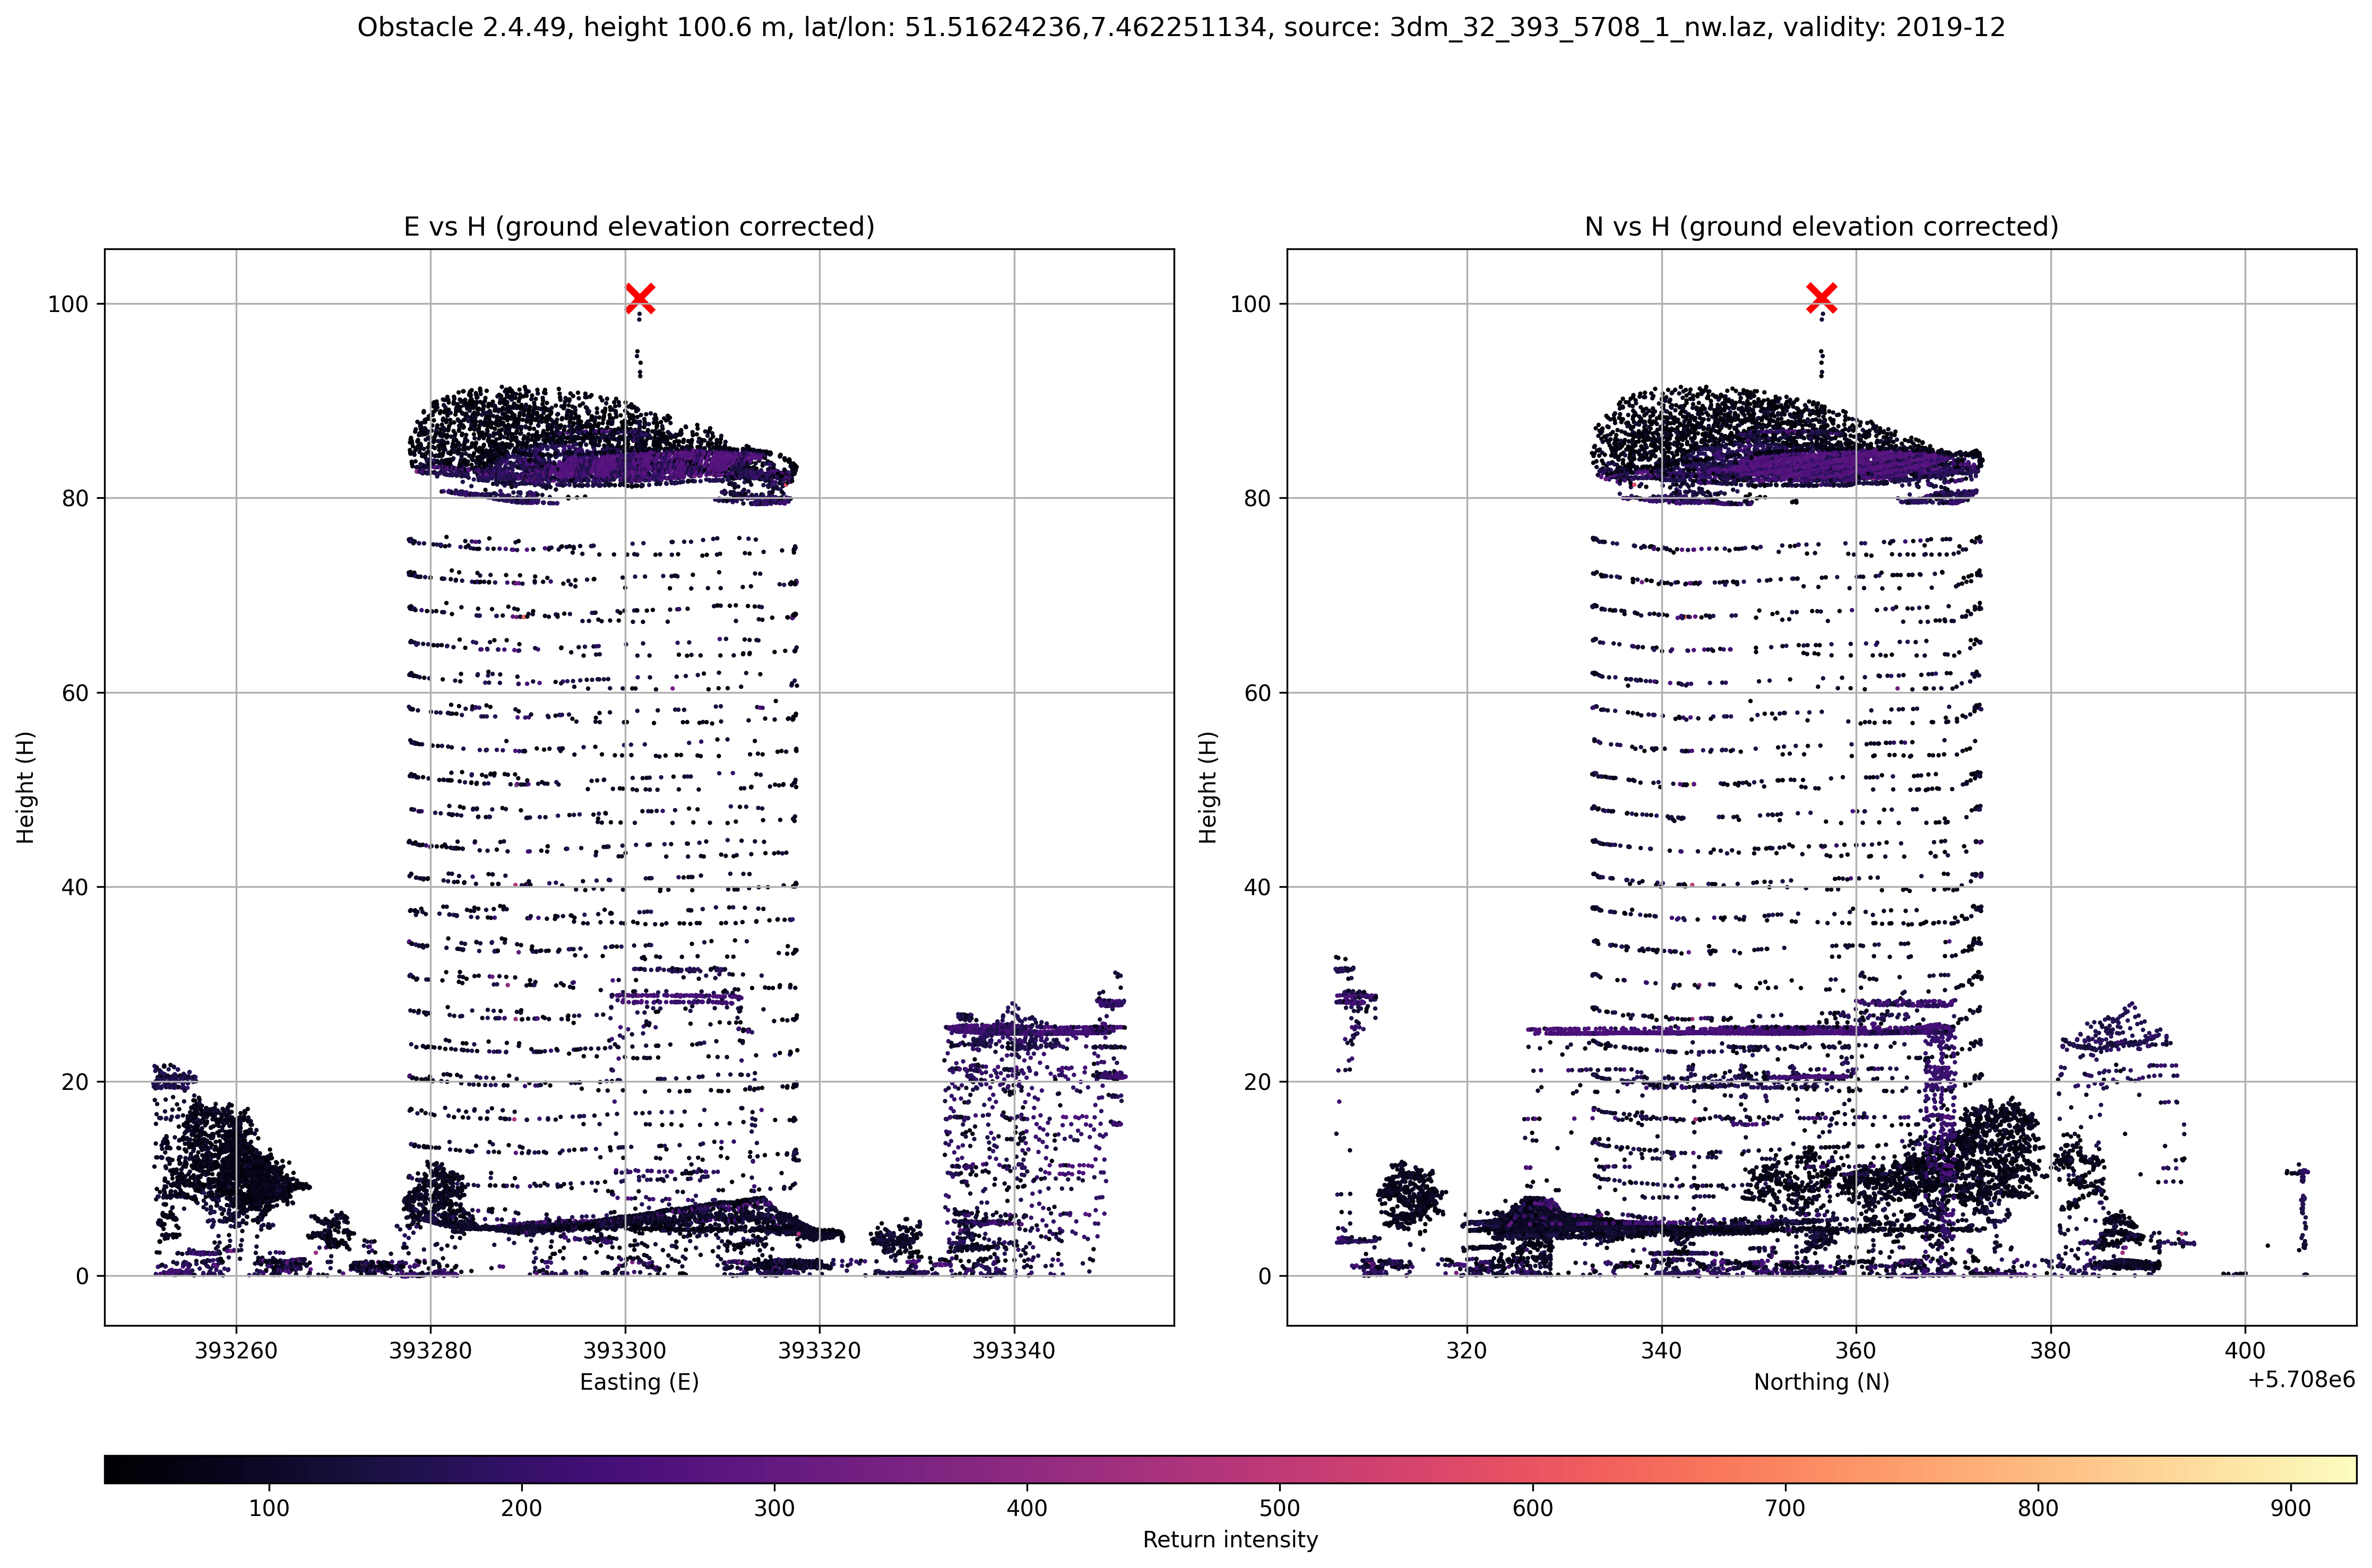 Obstacle 2.4.49, height 100.6 m, lat/lon: 51.51624236,7.462251134, source: 3dm_32_393_5708_1_nw.laz, validity: 2019-12
E vs H (ground elevation corrected)
100
80
60
40
20
0
Height (H)
393260 393280 393300 393320 393340
Easting (E)
N vs H (ground elevation corrected)
100
80
60
40
20
0
Height (H)
320 340 360 380 400
+5.708e6
Northing (N)
100 200 300 400 500 600 700 800 900
Return intensity